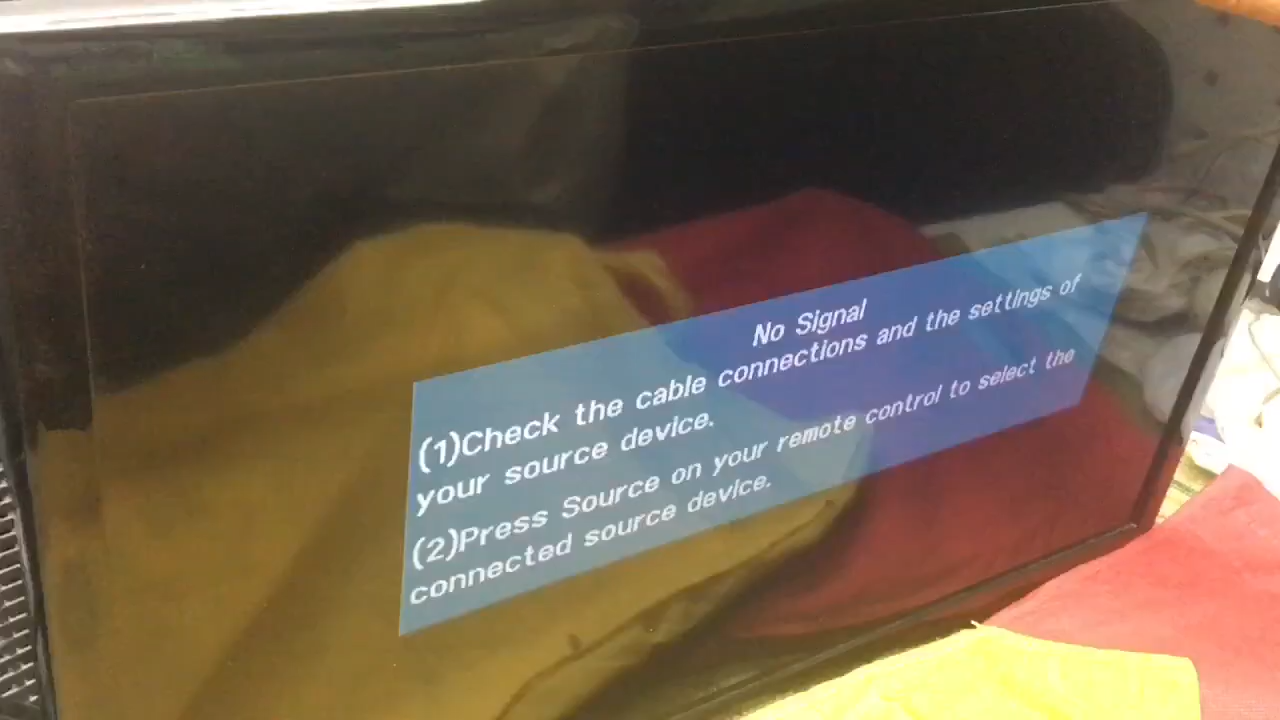 No Signal
(1)Check the cable connections and the settings of
your source device.
(2)Press Source on your remote control to select the
connected source device.